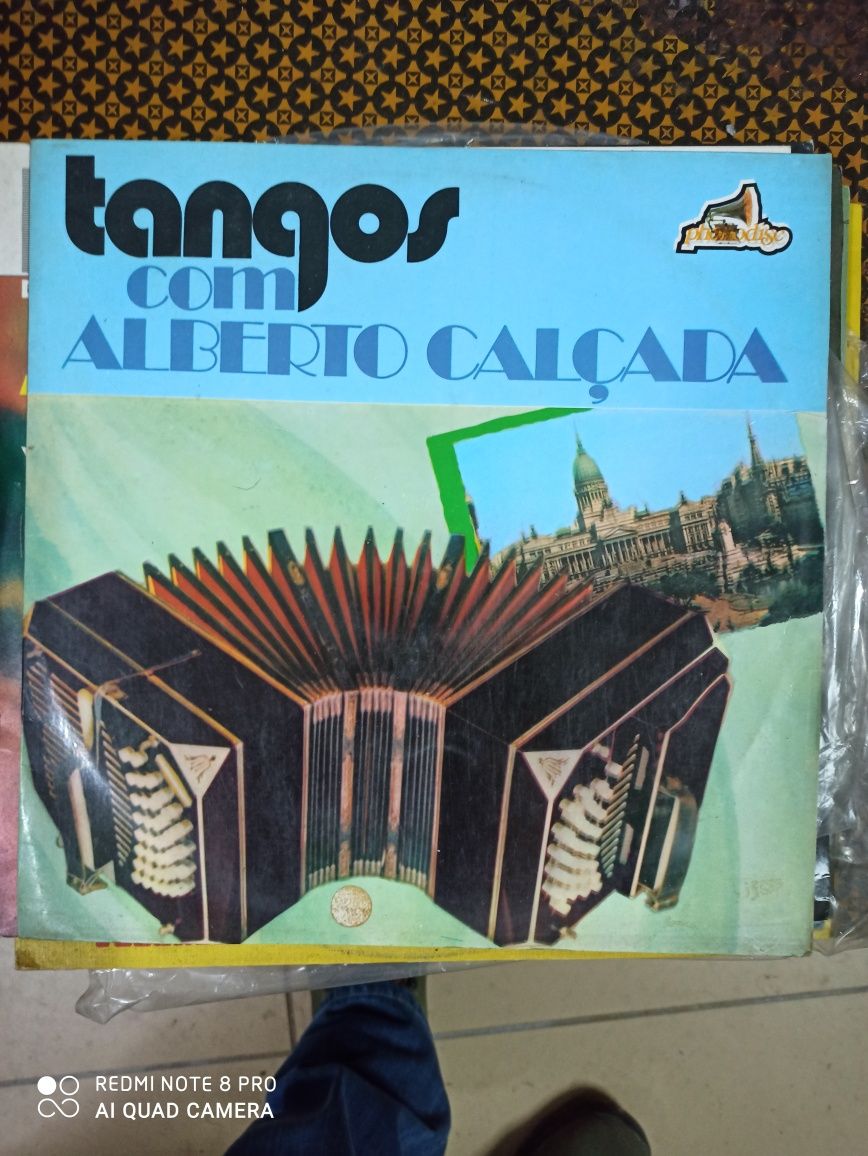 tangos
com
ALBERTO CALÇADA
phonodisc
REDMI NOTE 8 PRO
AI QUAD CAMERA